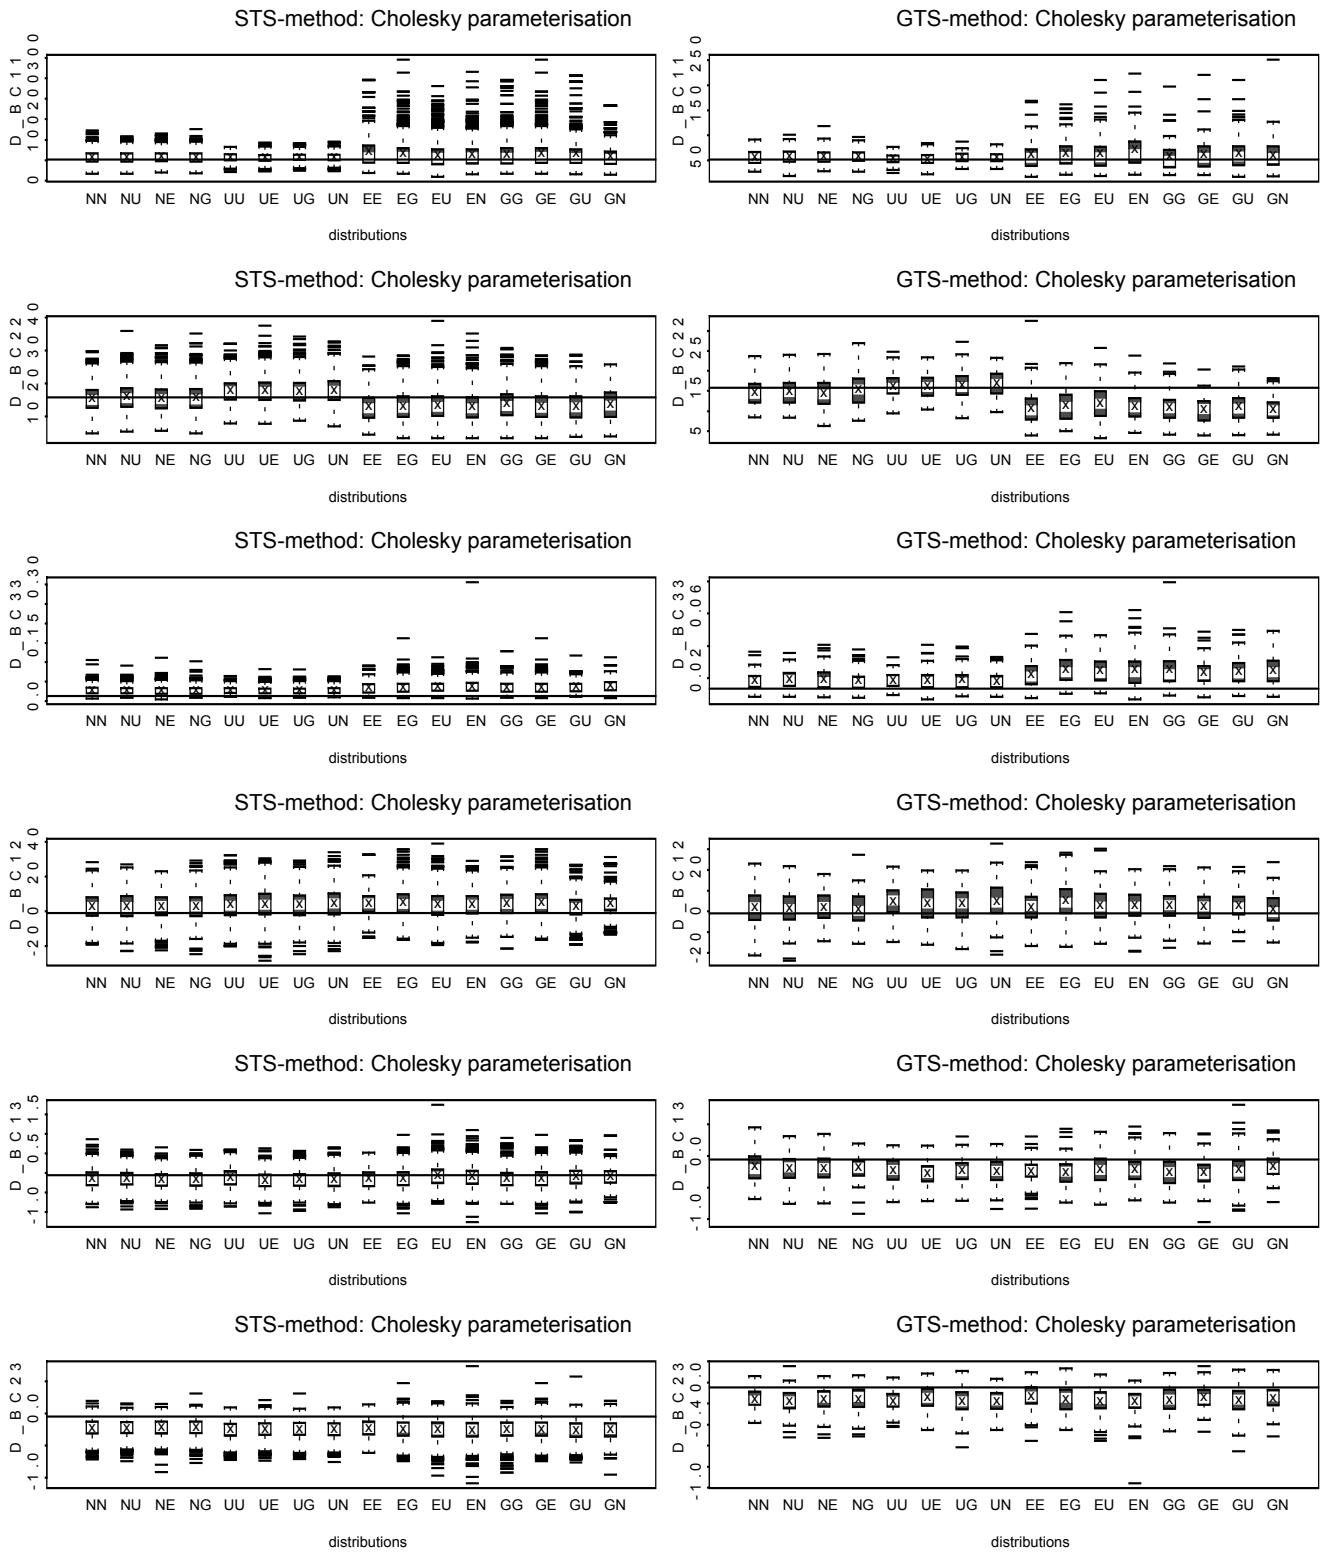 STS-method: Cholesky parameterisation
D_BC11
0 100 200 300
NN NU NE NG UU UE UG UN EE EG EU EN GG GE GU GN
distributions
GTS-method: Cholesky parameterisation
D_BC11
50 150 250
NN NU NE NG UU UE UG UN EE EG EU EN GG GE GU GN
distributions
STS-method: Cholesky parameterisation
D_BC22
10 20 30 40
NN NU NE NG UU UE UG UN EE EG EU EN GG GE GU GN
distributions
GTS-method: Cholesky parameterisation
D_BC22
5 15 25
NN NU NE NG UU UE UG UN EE EG EU EN GG GE GU GN
distributions
STS-method: Cholesky parameterisation
D_BC33
0.0 0.15 0.30
NN NU NE NG UU UE UG UN EE EG EU EN GG GE GU GN
distributions
GTS-method: Cholesky parameterisation
D_BC33
0.02 0.06
NN NU NE NG UU UE UG UN EE EG EU EN GG GE GU GN
distributions
STS-method: Cholesky parameterisation
D_BC12
-20 0 20 40
NN NU NE NG UU UE UG UN EE EG EU EN GG GE GU GN
distributions
GTS-method: Cholesky parameterisation
D_BC12
-20 0
NN NU NE NG UU UE UG UN EE EG EU EN GG GE GU GN
distributions
STS-method: Cholesky parameterisation
D_BC13
-1.0 0.5 1.5
NN NU NE NG UU UE UG UN EE EG EU EN GG GE GU GN
distributions
GTS-method: Cholesky parameterisation
D_BC13
-1.0 0.0
NN NU NE NG UU UE UG UN EE EG EU EN GG GE GU GN
distributions
STS-method: Cholesky parameterisation
D_BC23
-1.0 0.0
NN NU NE NG UU UE UG UN EE EG EU EN GG GE GU GN
distributions
GTS-method: Cholesky parameterisation
D_BC23
-1.0 -0.4 0.0
NN NU NE NG UU UE UG UN EE EG EU EN GG GE GU GN
distributions